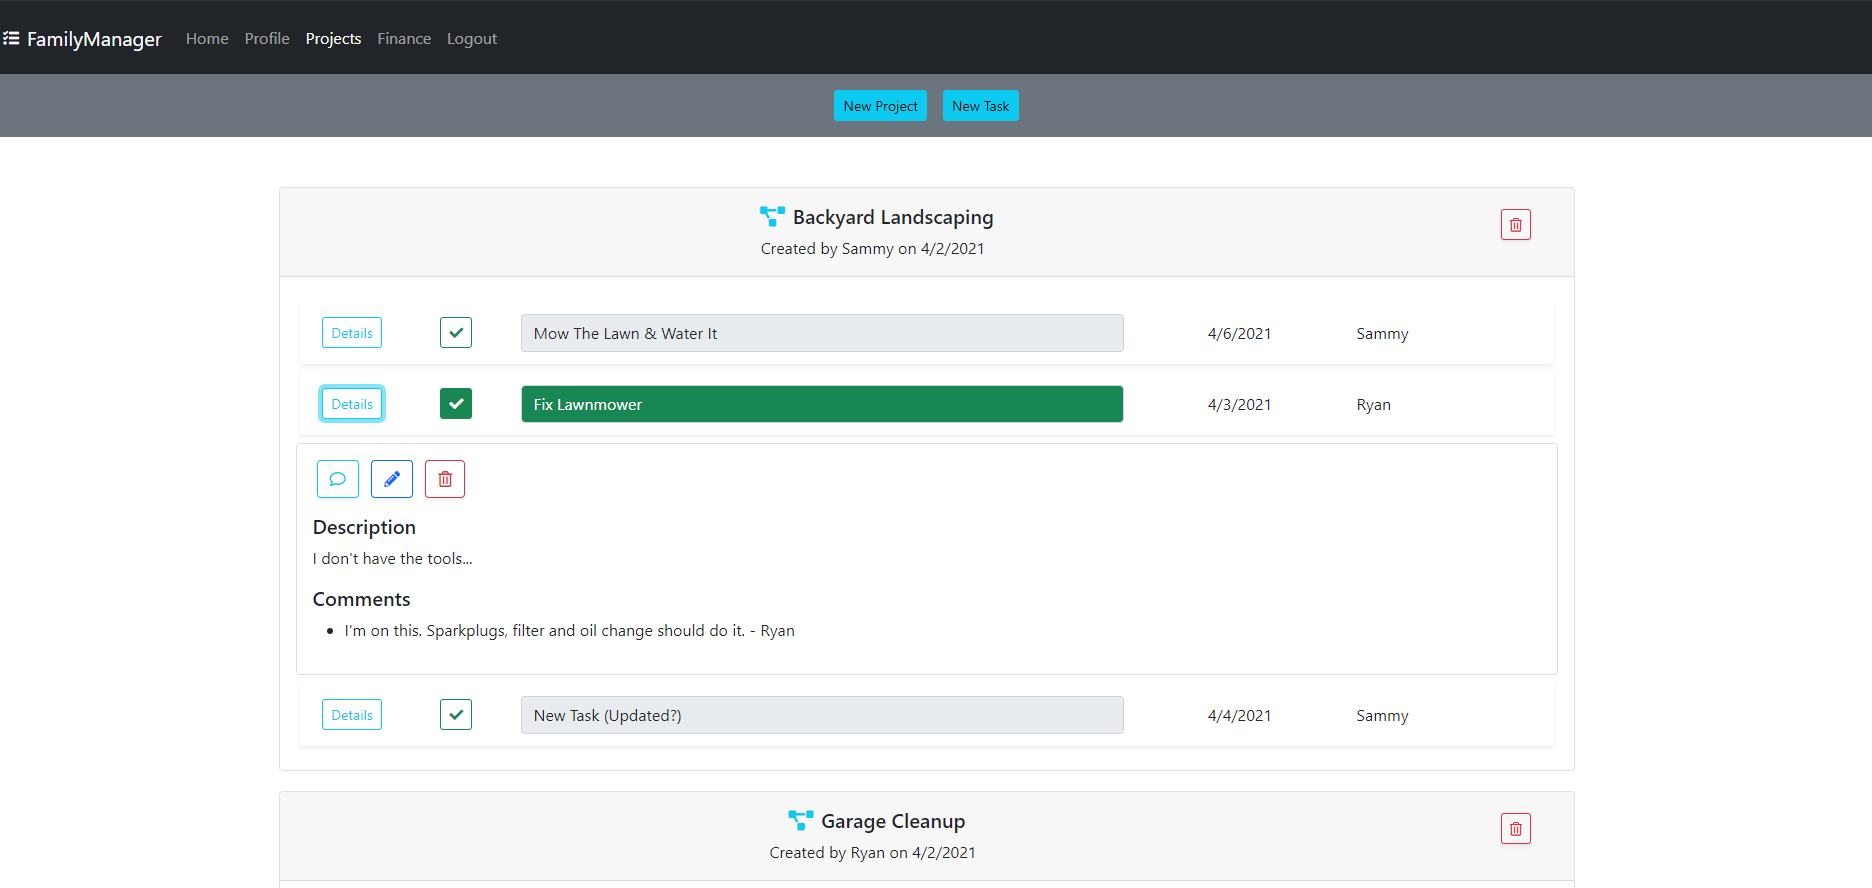 FamilyManager Home Profile Projects Finance Logout
New Project New Task
Backyard Landscaping
Created by Sammy on 4/2/2021
Details Mow The Lawn & Water It 4/6/2021 Sammy
Details Fix Lawnmower 4/3/2021 Ryan
Description
I don't have the tools...
Comments
I'm on this. Sparkplugs, filter and oil change should do it. - Ryan
Details New Task (Updated?) 4/4/2021 Sammy
Garage Cleanup
Created by Ryan on 4/2/2021